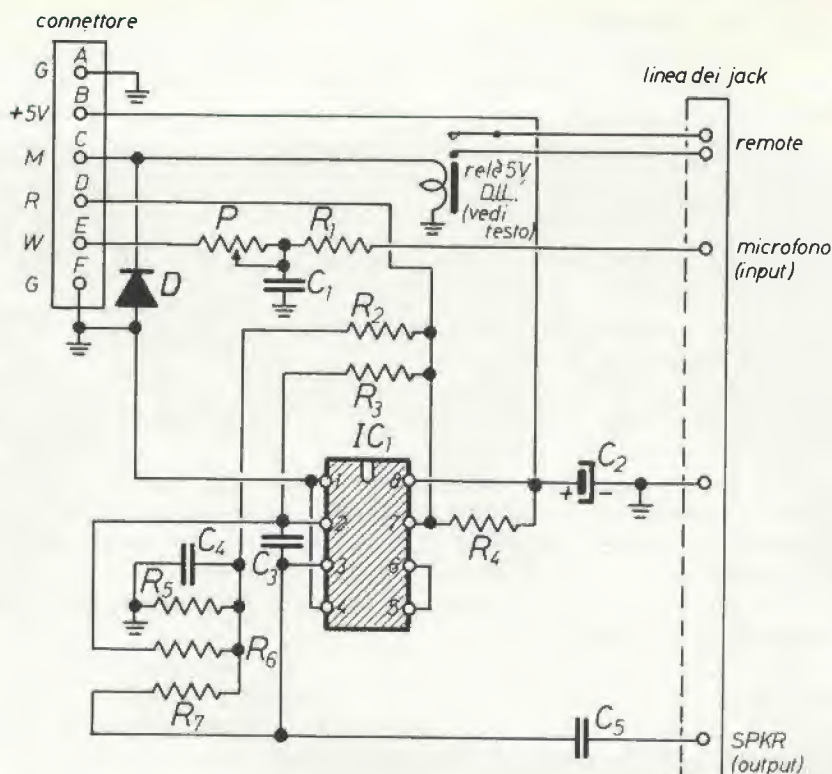 connettore
G A
+5V B
M C
R D
W E
G F
linea dei jack
remote
relè 5V
D.I.L.
(vedi
testo)
microfono
(input)
P
R1
C1
D
R2
R3
IC1
1 8
2 7
3 6
4 5
C2
+ -
R4
C4
C3
R5
R6
R7
C5
SPKR
(output)